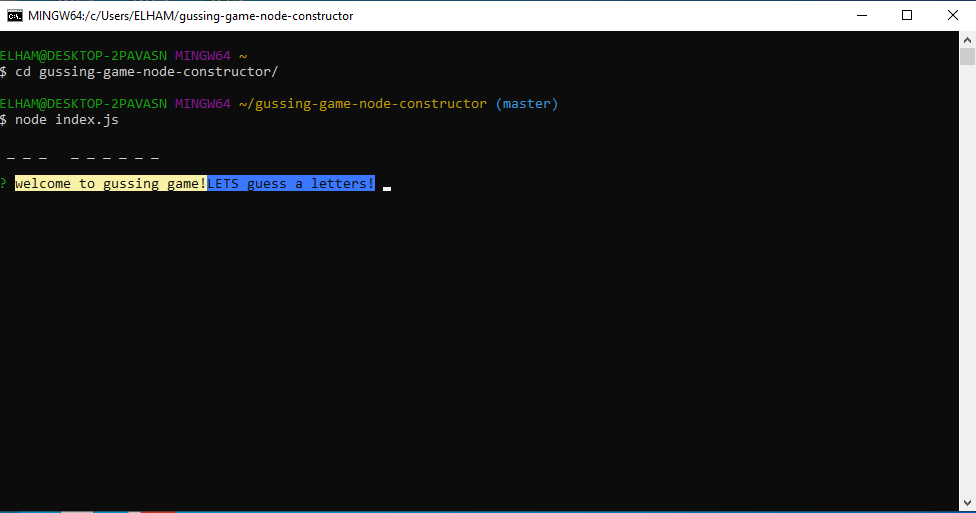 MINGW64:/c/Users/ELHAM/gussing-game-node-constructor
ELHAM@DESKTOP-2PAVASN MINGW64 ~
$ cd gussing-game-node-constructor/
ELHAM@DESKTOP-2PAVASN MINGW64 ~/gussing-game-node-constructor (master)
$ node index.js
_ _ _   _ _ _ _ _ _
? welcome to gussing game!LETS guess a letters! _